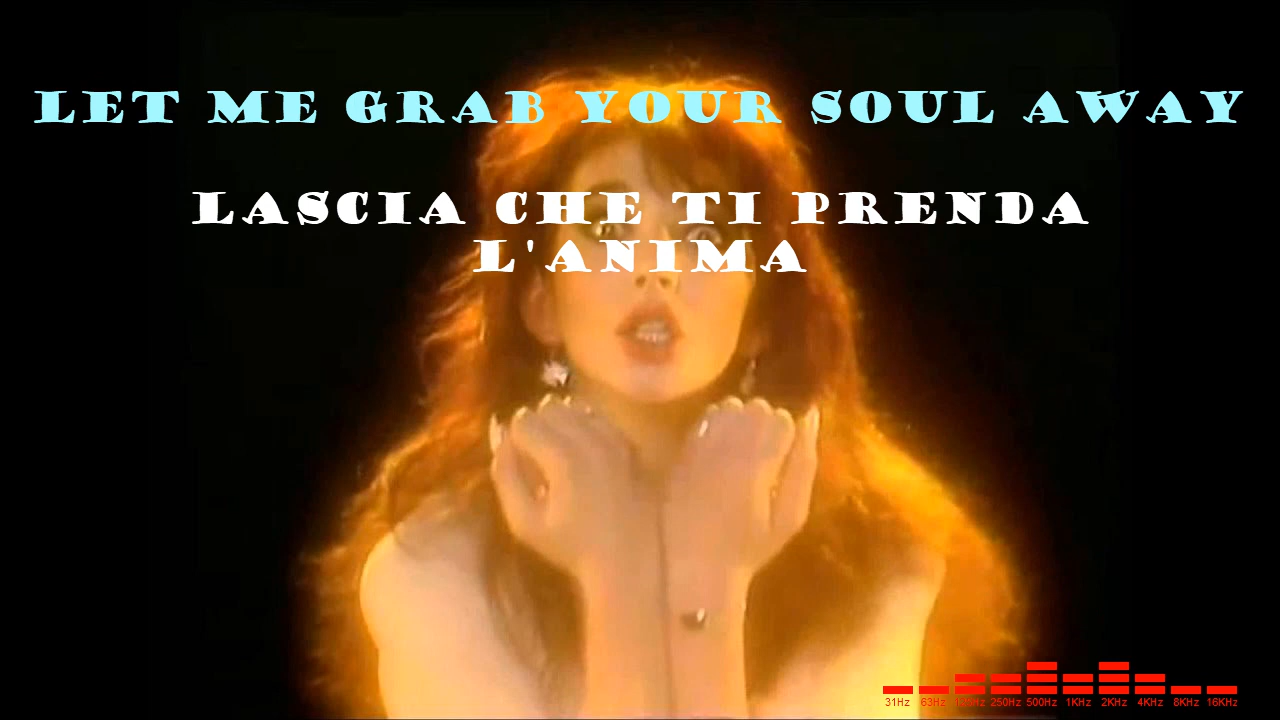 LET ME GRAB YOUR SOUL AWAY
LASCIA CHE TI PRENDA
L'ANIMA
31Hz 63Hz 125Hz 250Hz 500Hz 1KHz 2KHz 4KHz 8KHz 16KHz